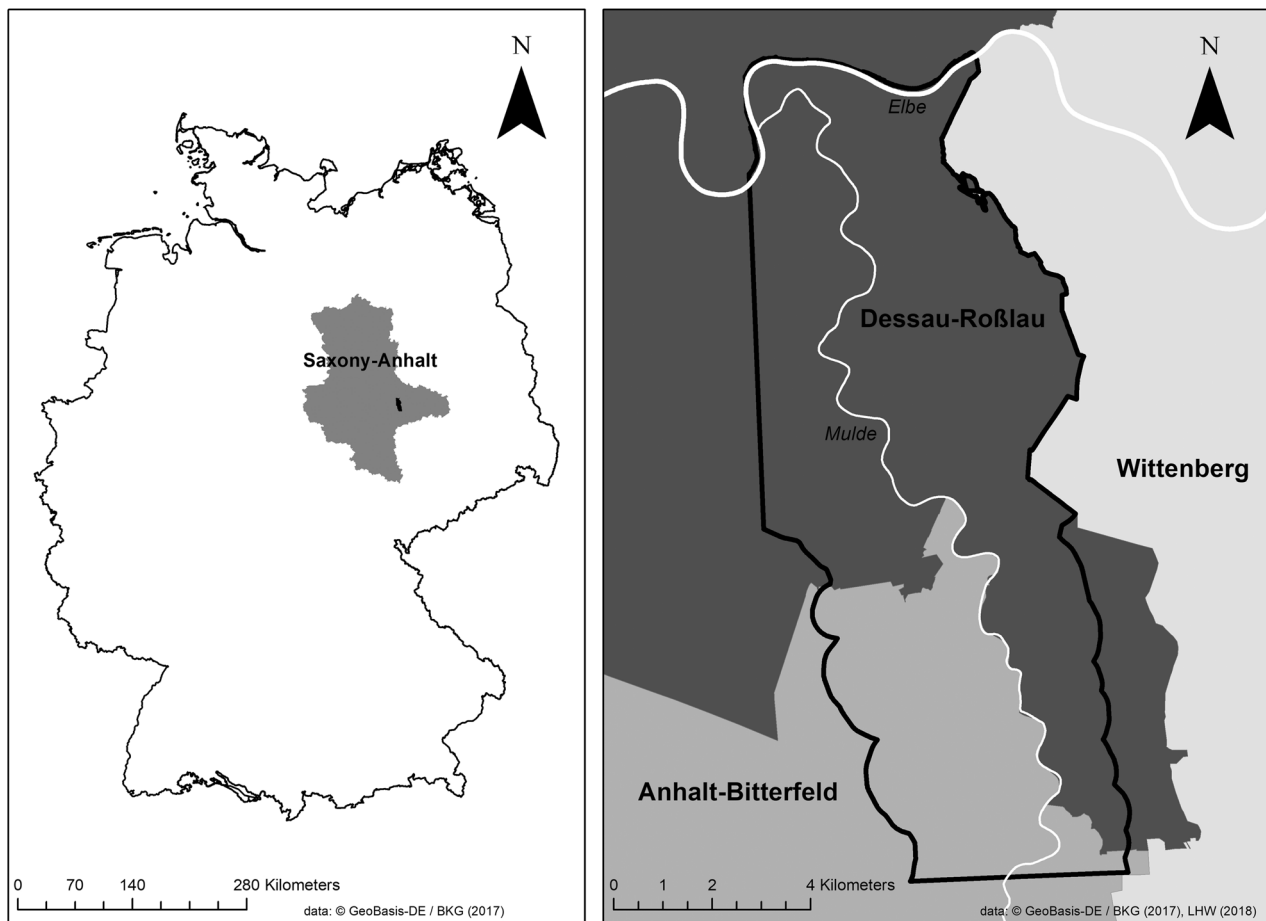 N
Saxony-Anhalt
0 70 140 280 Kilometers
data: © GeoBasis-DE / BKG (2017)
N
Elbe
Dessau-Roßlau
Mulde
Wittenberg
Anhalt-Bitterfeld
0 1 2 4 Kilometers
data: © GeoBasis-DE / BKG (2017), LHW (2018)